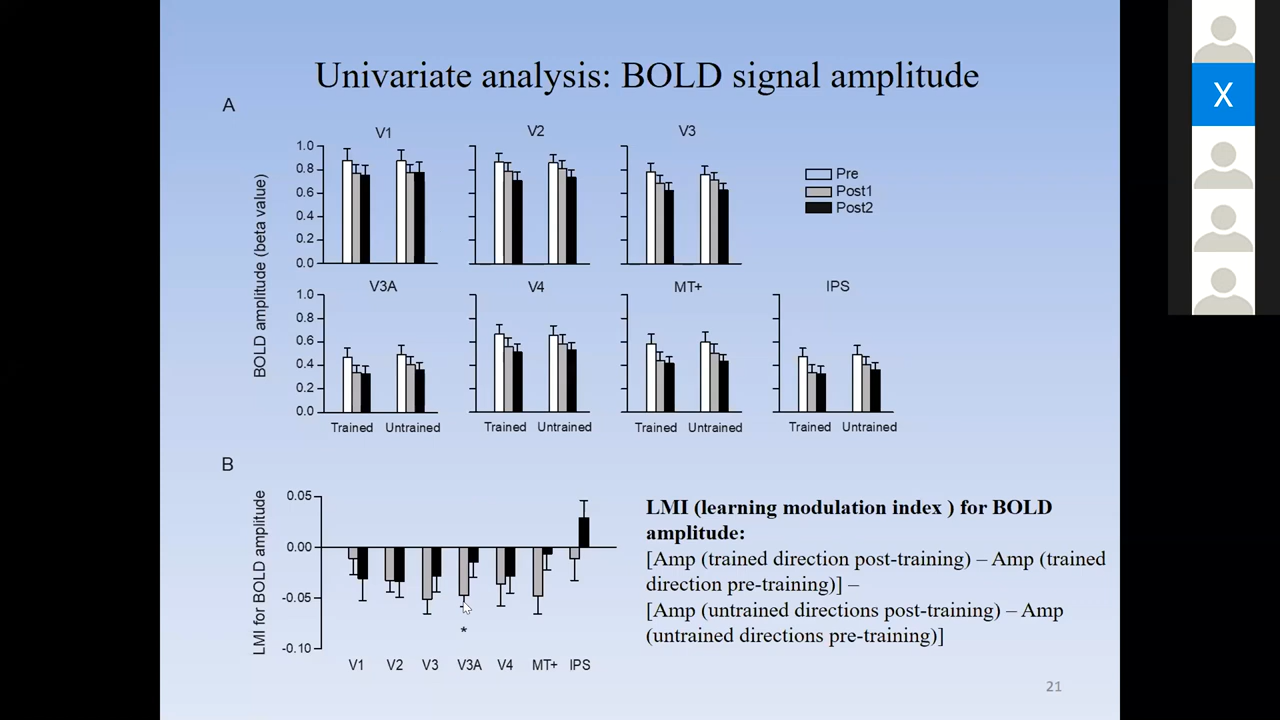 Univariate analysis: BOLD signal amplitude
A
V1
V2
V3
BOLD amplitude (beta value)
1.0
0.8
0.6
0.4
0.2
0.0
Pre
Post1
Post2
V3A
V4
MT+
IPS
1.0
0.8
0.6
0.4
0.2
0.0
Trained Untrained
Trained Untrained
Trained Untrained
Trained Untrained
B
LMI for BOLD amplitude
0.05
0.00
-0.05
-0.10
*
V1 V2 V3 V3A V4 MT+ IPS
LMI (learning modulation index ) for BOLD
amplitude:
[Amp (trained direction post-training) – Amp (trained
direction pre-training)] –
[Amp (untrained directions post-training) – Amp
(untrained directions pre-training)]
21
X